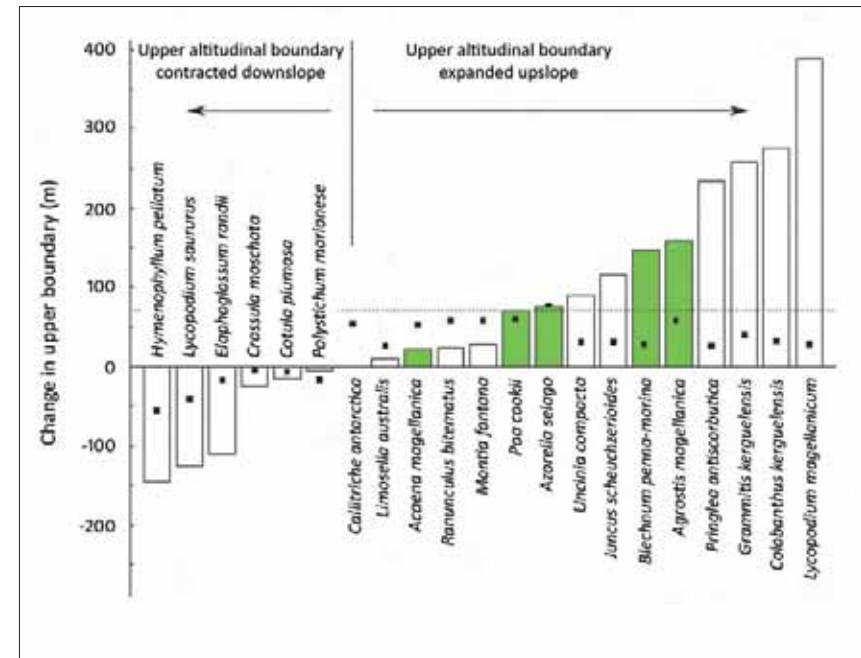 Upper altitudinal boundary
contracted downslope
Upper altitudinal boundary
expanded upslope
Change in upper boundary (m)
400
300
200
100
0
-100
-200
Hymenophyllum peltatum
Lycopodium saururus
Elaphoglossum randii
Crassula moschata
Cotula plumosa
Polystichum marianese
Callitriche antarctica
Limosella australis
Acaena magellanica
Ranunculus biternatus
Montia fontana
Poa cookii
Azorella selago
Uncinia compacta
Juncus scheuchzerioides
Blechnum penna-marina
Agrostis magellanica
Pringlea antiscorbutica
Grammitis kerguelensis
Colobanthus kerguelensis
Lycopodium magellanicum